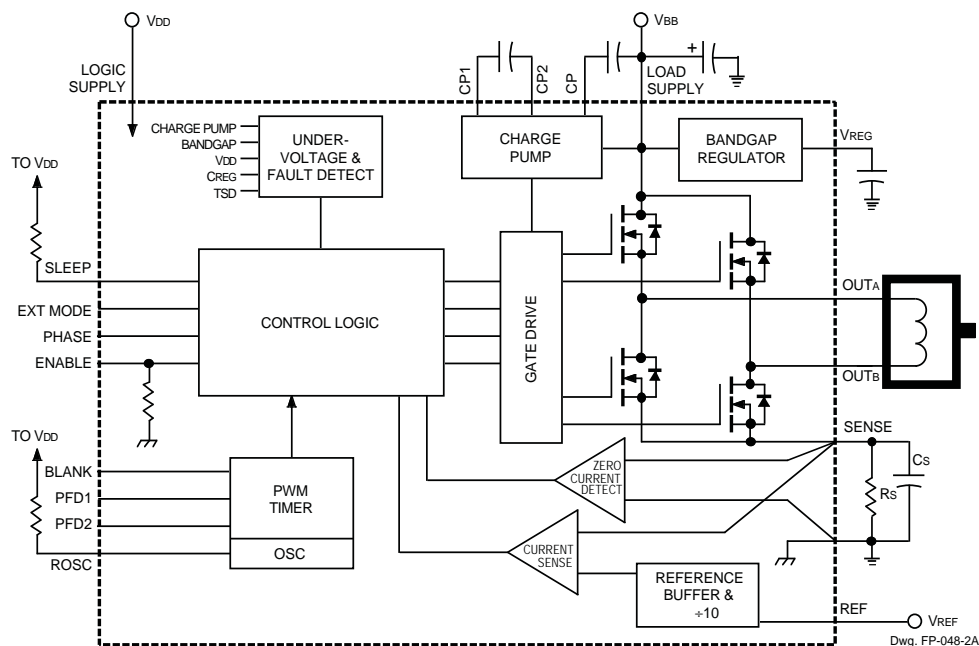 VDD
VBB
LOGIC
SUPPLY
CP1
CP2
CP
+
LOAD
SUPPLY
CHARGE PUMP
BANDGAP
VDD
CREG
TSD
UNDER-
VOLTAGE &
FAULT DETECT
CHARGE
PUMP
BANDGAP
REGULATOR
VREG
TO VDD
SLEEP
EXT MODE
PHASE
ENABLE
CONTROL LOGIC
GATE DRIVE
OUTA
OUTB
SENSE
CS
RS
TO VDD
BLANK
PFD1
PFD2
ROSC
PWM
TIMER
OSC
ZERO
CURRENT
DETECT
CURRENT
SENSE
REFERENCE
BUFFER &
÷10
REF
VREF
Dwg. FP-048-2A